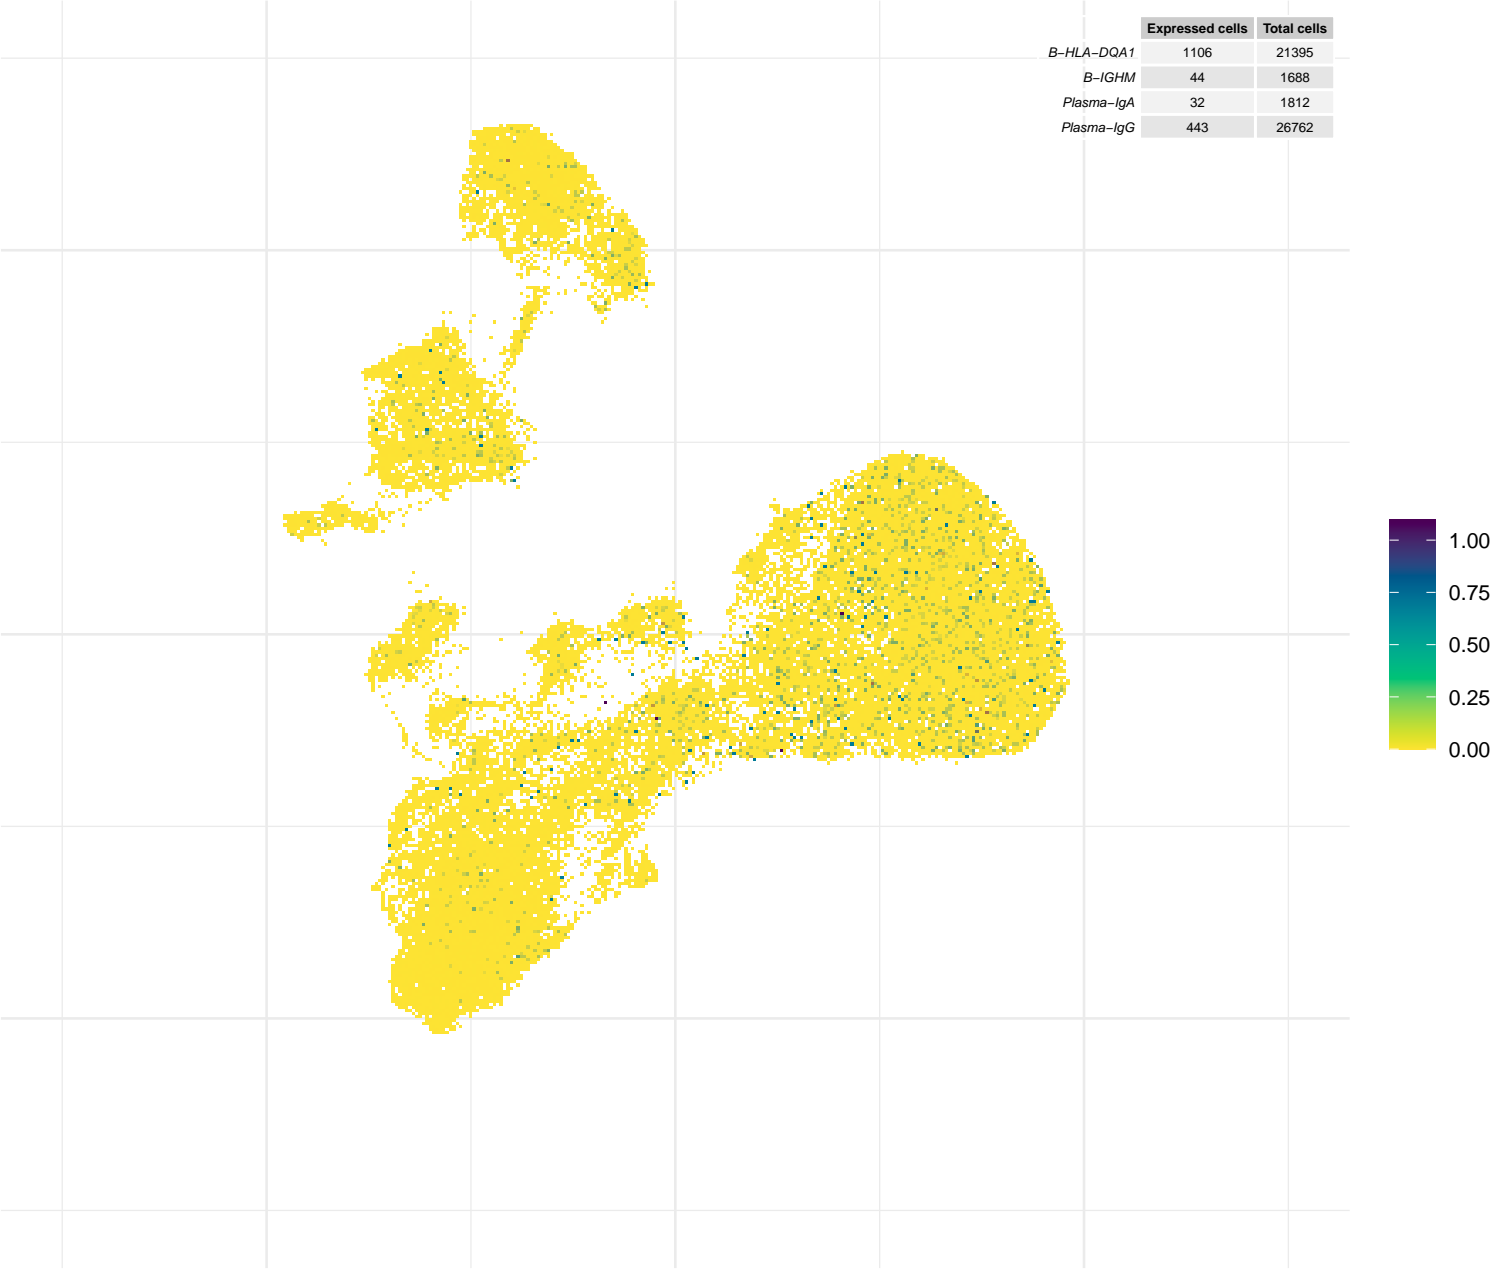 Expressed cells Total cells
B−HLA−DQA1 1106 21395
B−IGHM 44 1688
Plasma−IgA 32 1812
Plasma−IgG 443 26762
1.00
0.75
0.50
0.25
0.00